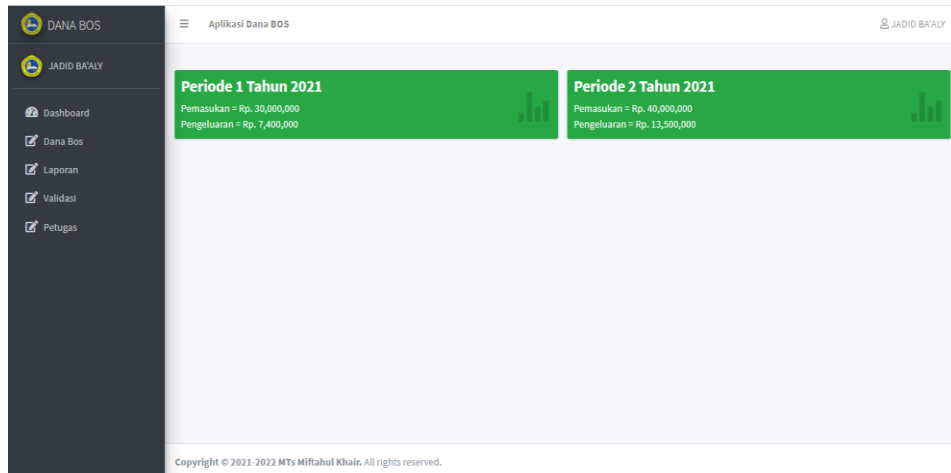 DANA BOS
Aplikasi Dana BOS
JADID BA'ALY
JADID BA'ALY
Dashboard
Dana Bos
Laporan
Validasi
Petugas
Periode 1 Tahun 2021
Pemasukan = Rp. 30,000,000
Pengeluaran = Rp. 7,400,000
Periode 2 Tahun 2021
Pemasukan = Rp. 40,000,000
Pengeluaran = Rp. 13,500,000
Copyright © 2021-2022 MTs Miftahul Khair. All rights reserved.